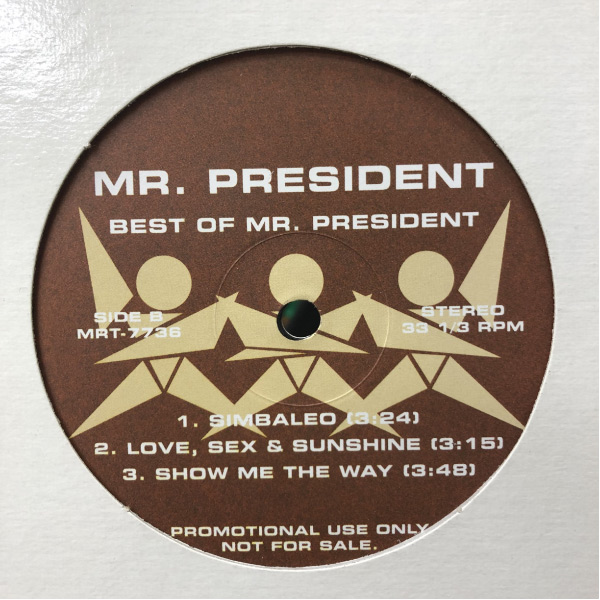 MR. PRESIDENT
BEST OF MR. PRESIDENT
SIDE B
MRT-7736
STEREO
33 1/3 RPM
1. SIMBALEO (3:24)
2. LOVE, SEX & SUNSHINE (3:15)
3. SHOW ME THE WAY (3:48)
PROMOTIONAL USE ONLY
NOT FOR SALE.